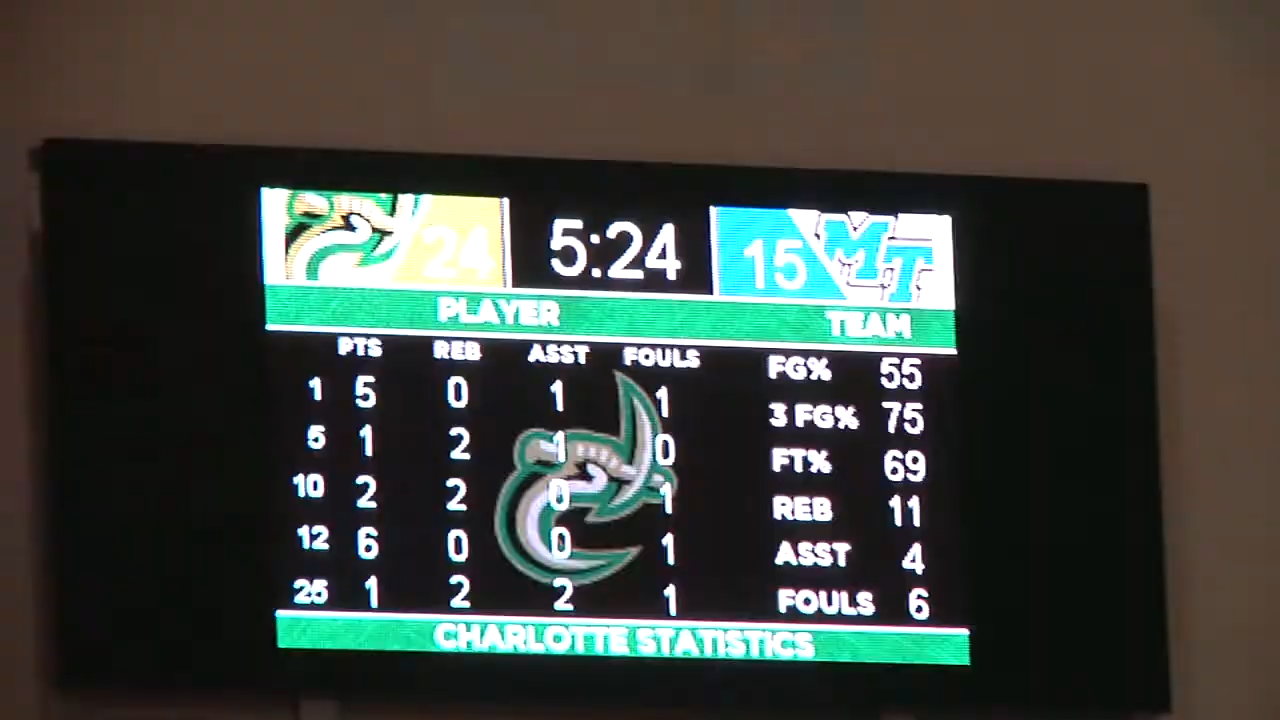 24 5:24 15 MT
PLAYER TEAM
PTS REB ASST FOULS FG% 55
1 5 0 1 1 3 FG% 75
5 1 2 1 0 FT% 69
10 2 2 0 1 REB 11
12 6 0 0 1 ASST 4
25 1 2 2 1 FOULS 6
CHARLOTTE STATISTICS